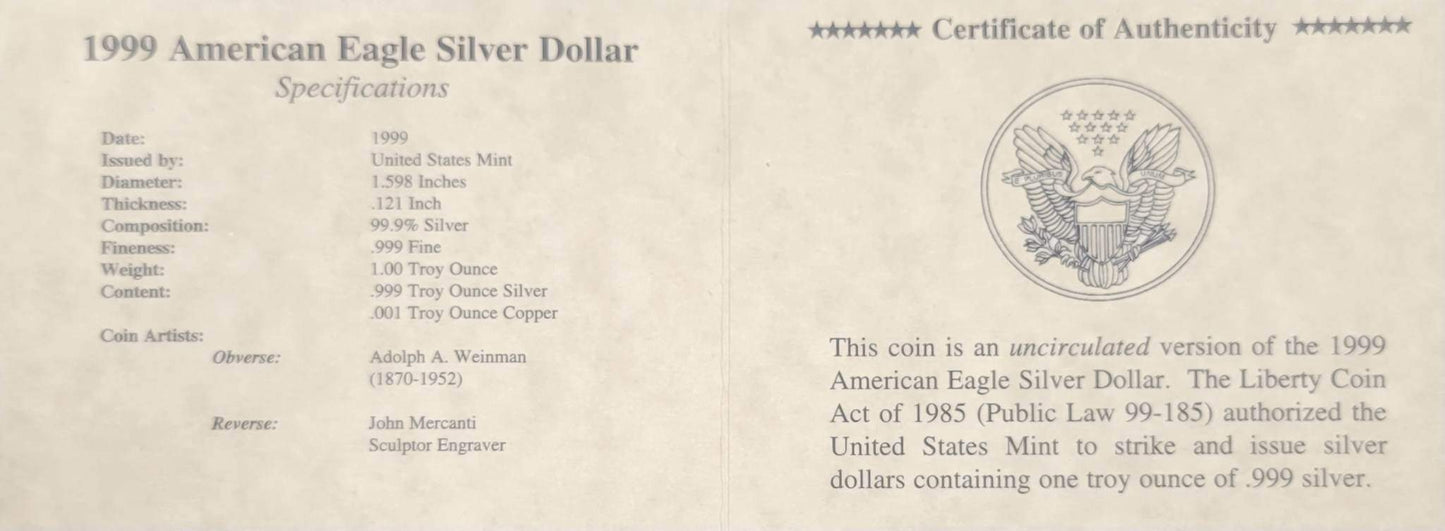 1999 American Eagle Silver Dollar
Specifications
Date: 1999
Issued by: United States Mint
Diameter: 1.598 Inches
Thickness: .121 Inch
Composition: 99.9% Silver
Fineness: .999 Fine
Weight: 1.00 Troy Ounce
Content: .999 Troy Ounce Silver
.001 Troy Ounce Copper
Coin Artists:
Obverse: Adolph A. Weinman
(1870-1952)
Reverse: John Mercanti
Sculptor Engraver
★★★★★★★ Certificate of Authenticity ★★★★★★★
E PLURIBUS UNUM
This coin is an uncirculated version of the 1999
American Eagle Silver Dollar. The Liberty Coin
Act of 1985 (Public Law 99-185) authorized the
United States Mint to strike and issue silver
dollars containing one troy ounce of .999 silver.